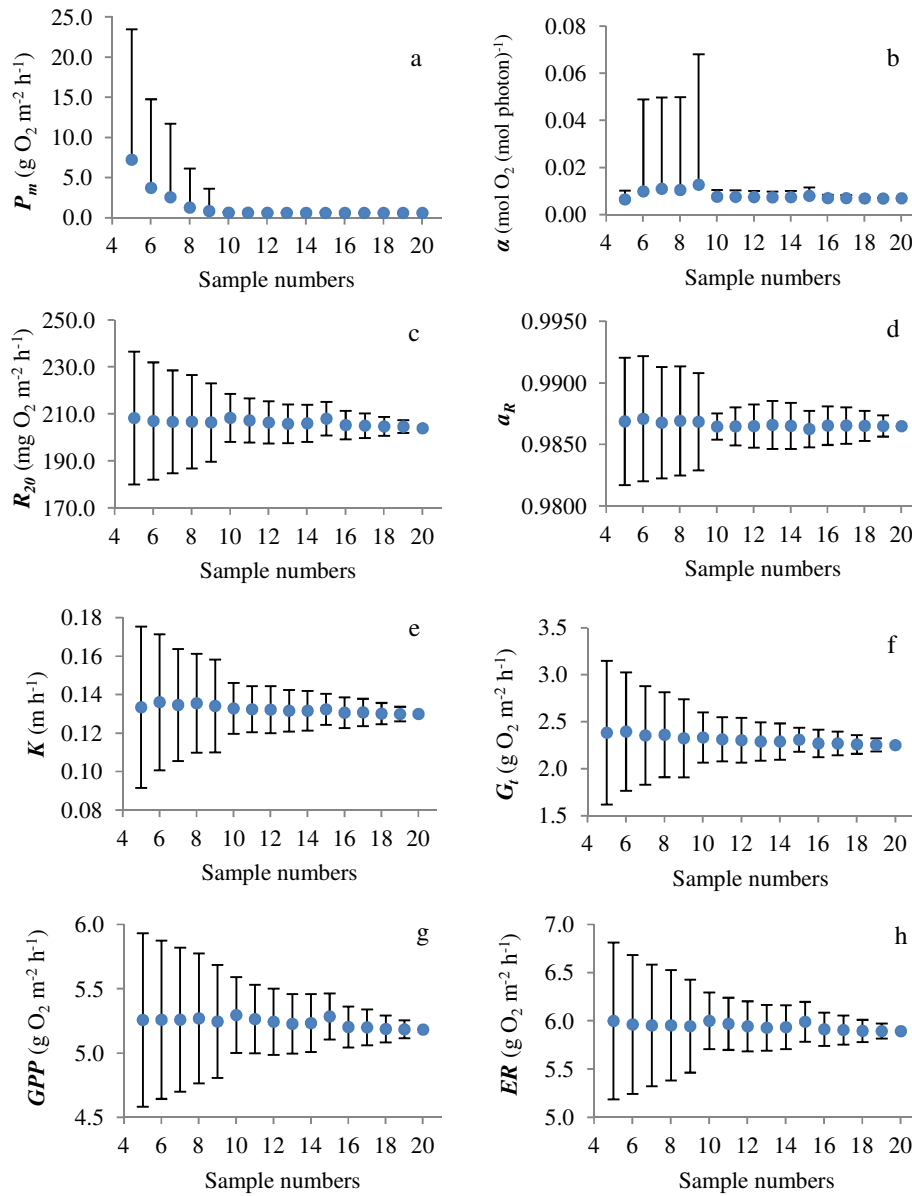 25.0
20.0
15.0
10.0
5.0
0.0
4 6 8 10 12 14 16 18 20
Sample numbers
P_m (g O₂ m⁻² h⁻¹)
a
0.08
0.06
0.04
0.02
0.00
4 6 8 10 12 14 16 18 20
Sample numbers
α (mol O₂ (mol photon)⁻¹
b
250.0
230.0
210.0
190.0
170.0
4 6 8 10 12 14 16 18 20
Sample numbers
R₂₀ (mg O₂ m⁻² h⁻¹)
c
0.9950
0.9900
0.9850
0.9800
4 6 8 10 12 14 16 18 20
Sample numbers
α_R
d
0.18
0.16
0.14
0.12
0.10
0.08
4 6 8 10 12 14 16 18 20
Sample numbers
K (m h⁻¹)
e
3.5
3.0
2.5
2.0
1.5
4 6 8 10 12 14 16 18 20
Sample numbers
G_t (g O₂ m⁻² h⁻¹)
f
6.0
5.5
5.0
4.5
4 6 8 10 12 14 16 18 20
Sample numbers
GPP (g O₂ m⁻² h⁻¹)
g
7.0
6.5
6.0
5.5
5.0
4 6 8 10 12 14 16 18 20
Sample numbers
ER (g O₂ m⁻² h⁻¹)
h